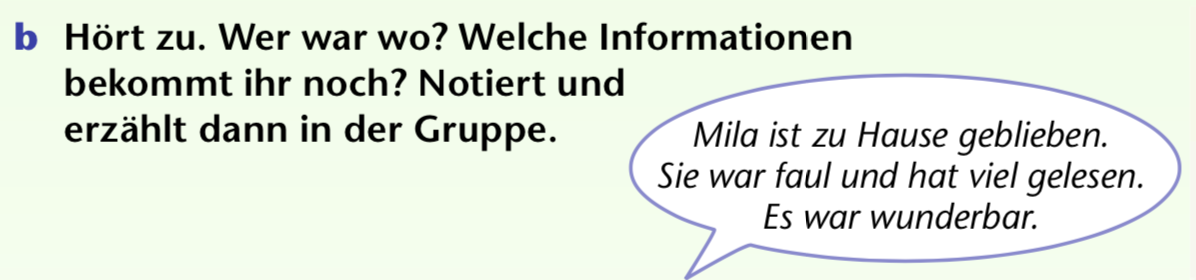 b Hört zu. Wer war wo? Welche Informationen
bekommt ihr noch? Notiert und
erzählt dann in der Gruppe.
Mila ist zu Hause geblieben.
Sie war faul und hat viel gelesen.
Es war wunderbar.